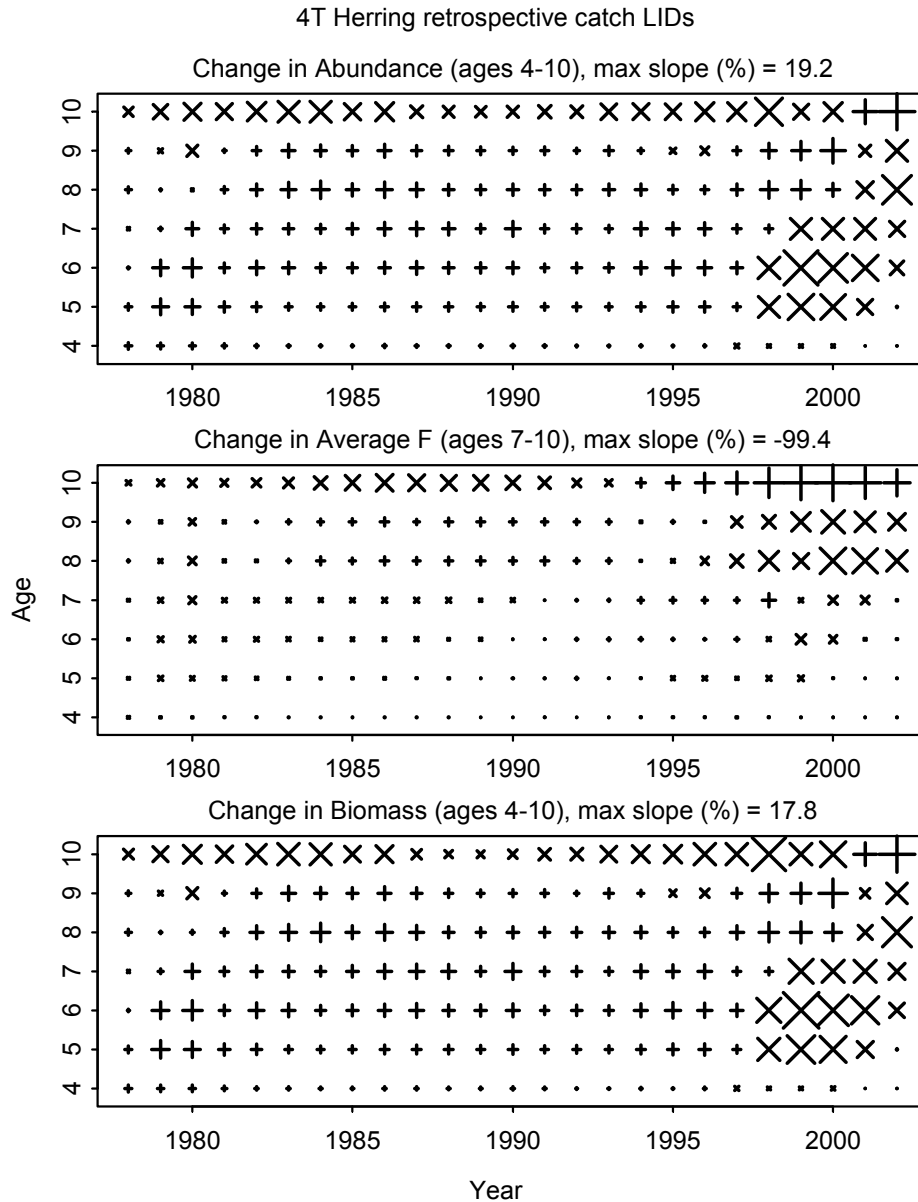 4T Herring retrospective catch LIDs
Change in Abundance (ages 4-10), max slope (%) = 19.2
10
9
8
7
6
5
4
1980 1985 1990 1995 2000
Change in Average F (ages 7-10), max slope (%) = -99.4
10
9
8
7
6
5
4
Age
1980 1985 1990 1995 2000
Change in Biomass (ages 4-10), max slope (%) = 17.8
10
9
8
7
6
5
4
1980 1985 1990 1995 2000
Year